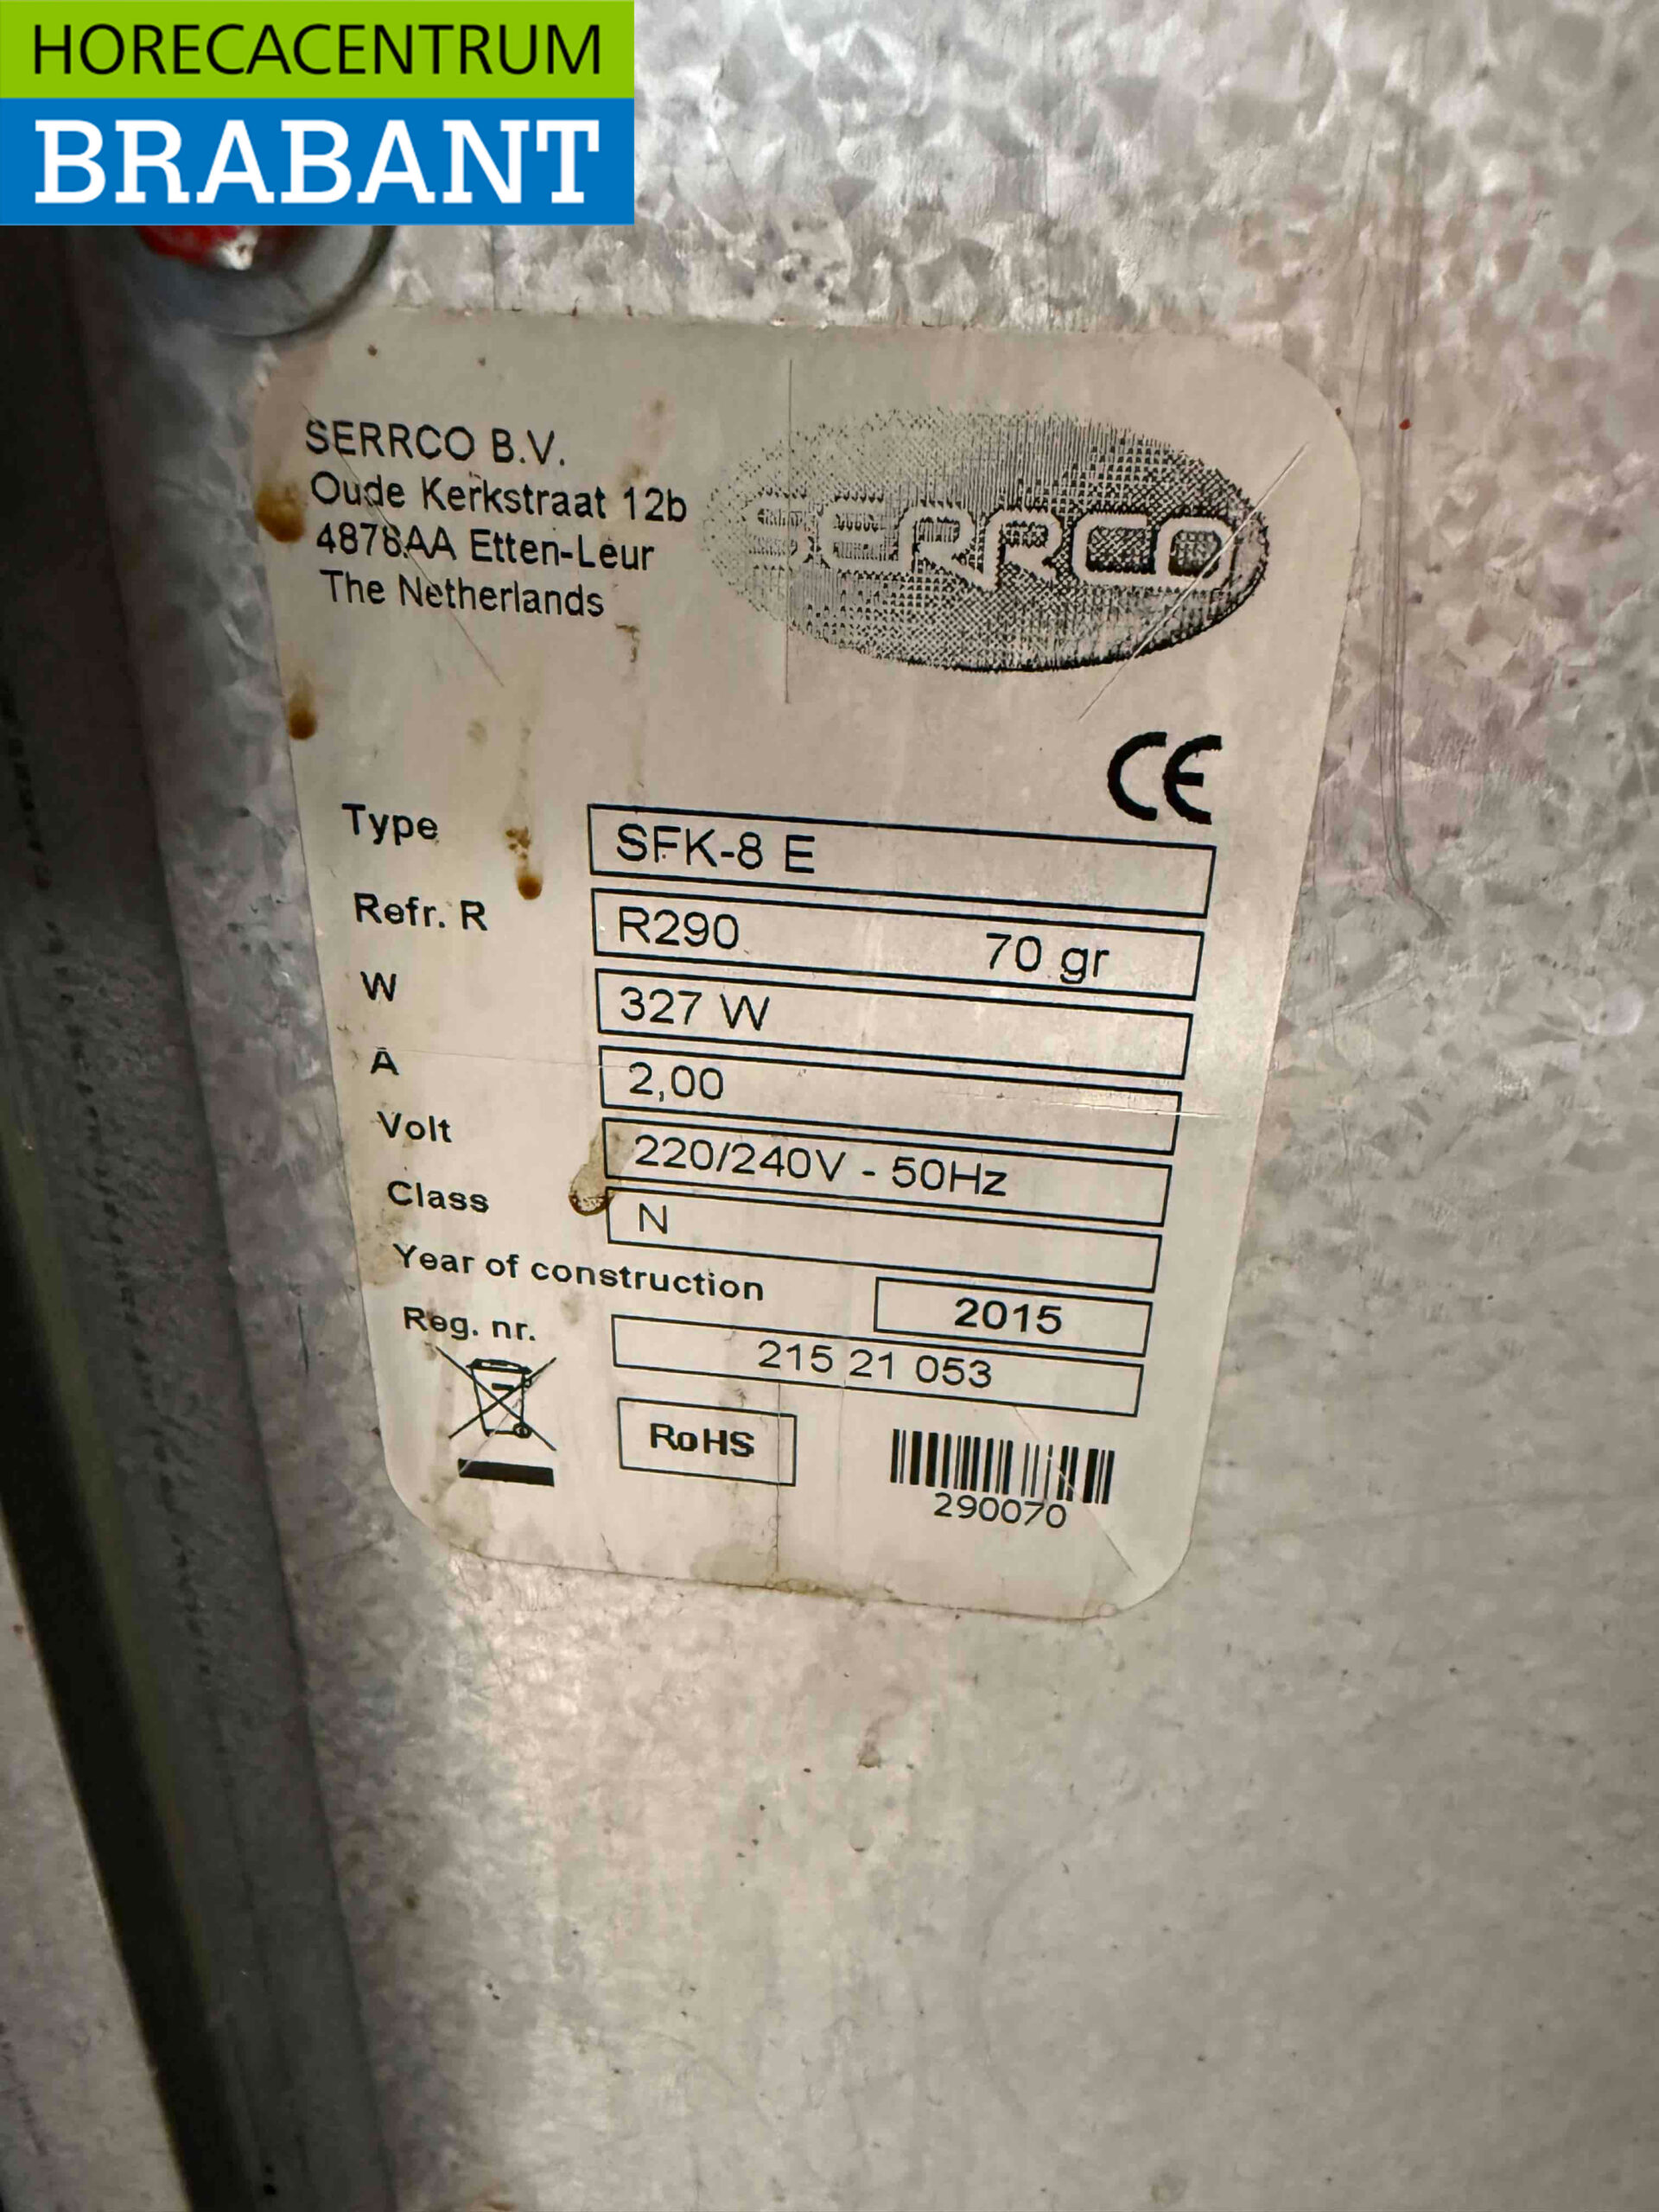 HORECACENTRUM
BRABANT
SERRCO B.V.
Oude Kerkstraat 12b
4878AA Etten-Leur
The Netherlands
SERRCO
CE
Type SFK-8 E
Refr. R R290 70 gr
W 327 W
A 2,00
Volt 220/240V - 50Hz
Class N
Year of construction 2015
Reg. nr. 215 21 053
RoHS
290070